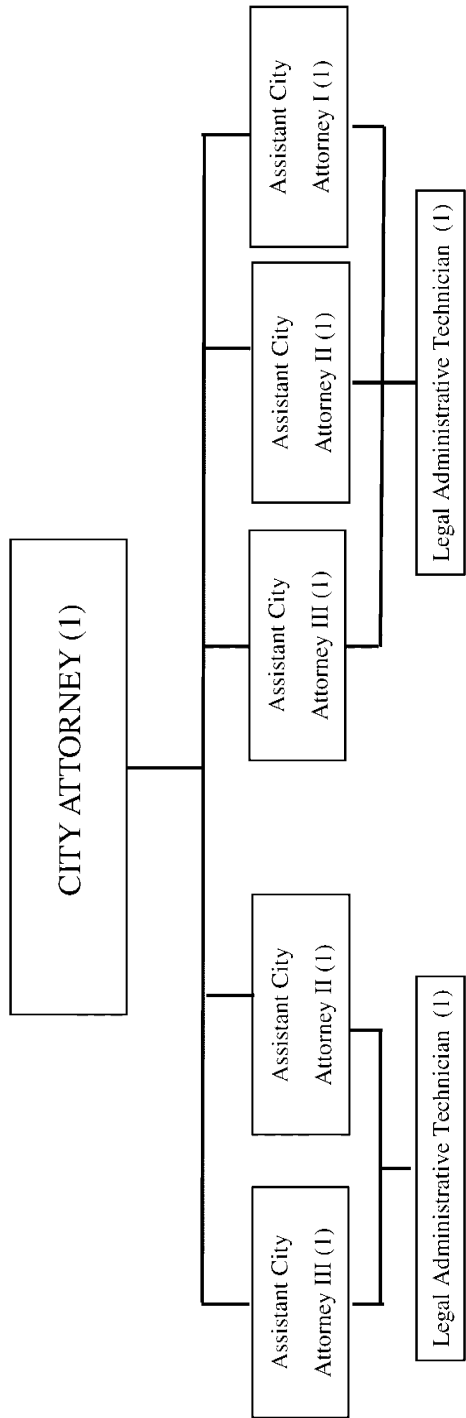 CITY ATTORNEY (1)
Assistant City
Attorney III (1)
Assistant City
Attorney II (1)
Assistant City
Attorney III (1)
Assistant City
Attorney II (1)
Assistant City
Attorney I (1)
Legal Administrative Technician (1)
Legal Administrative Technician (1)